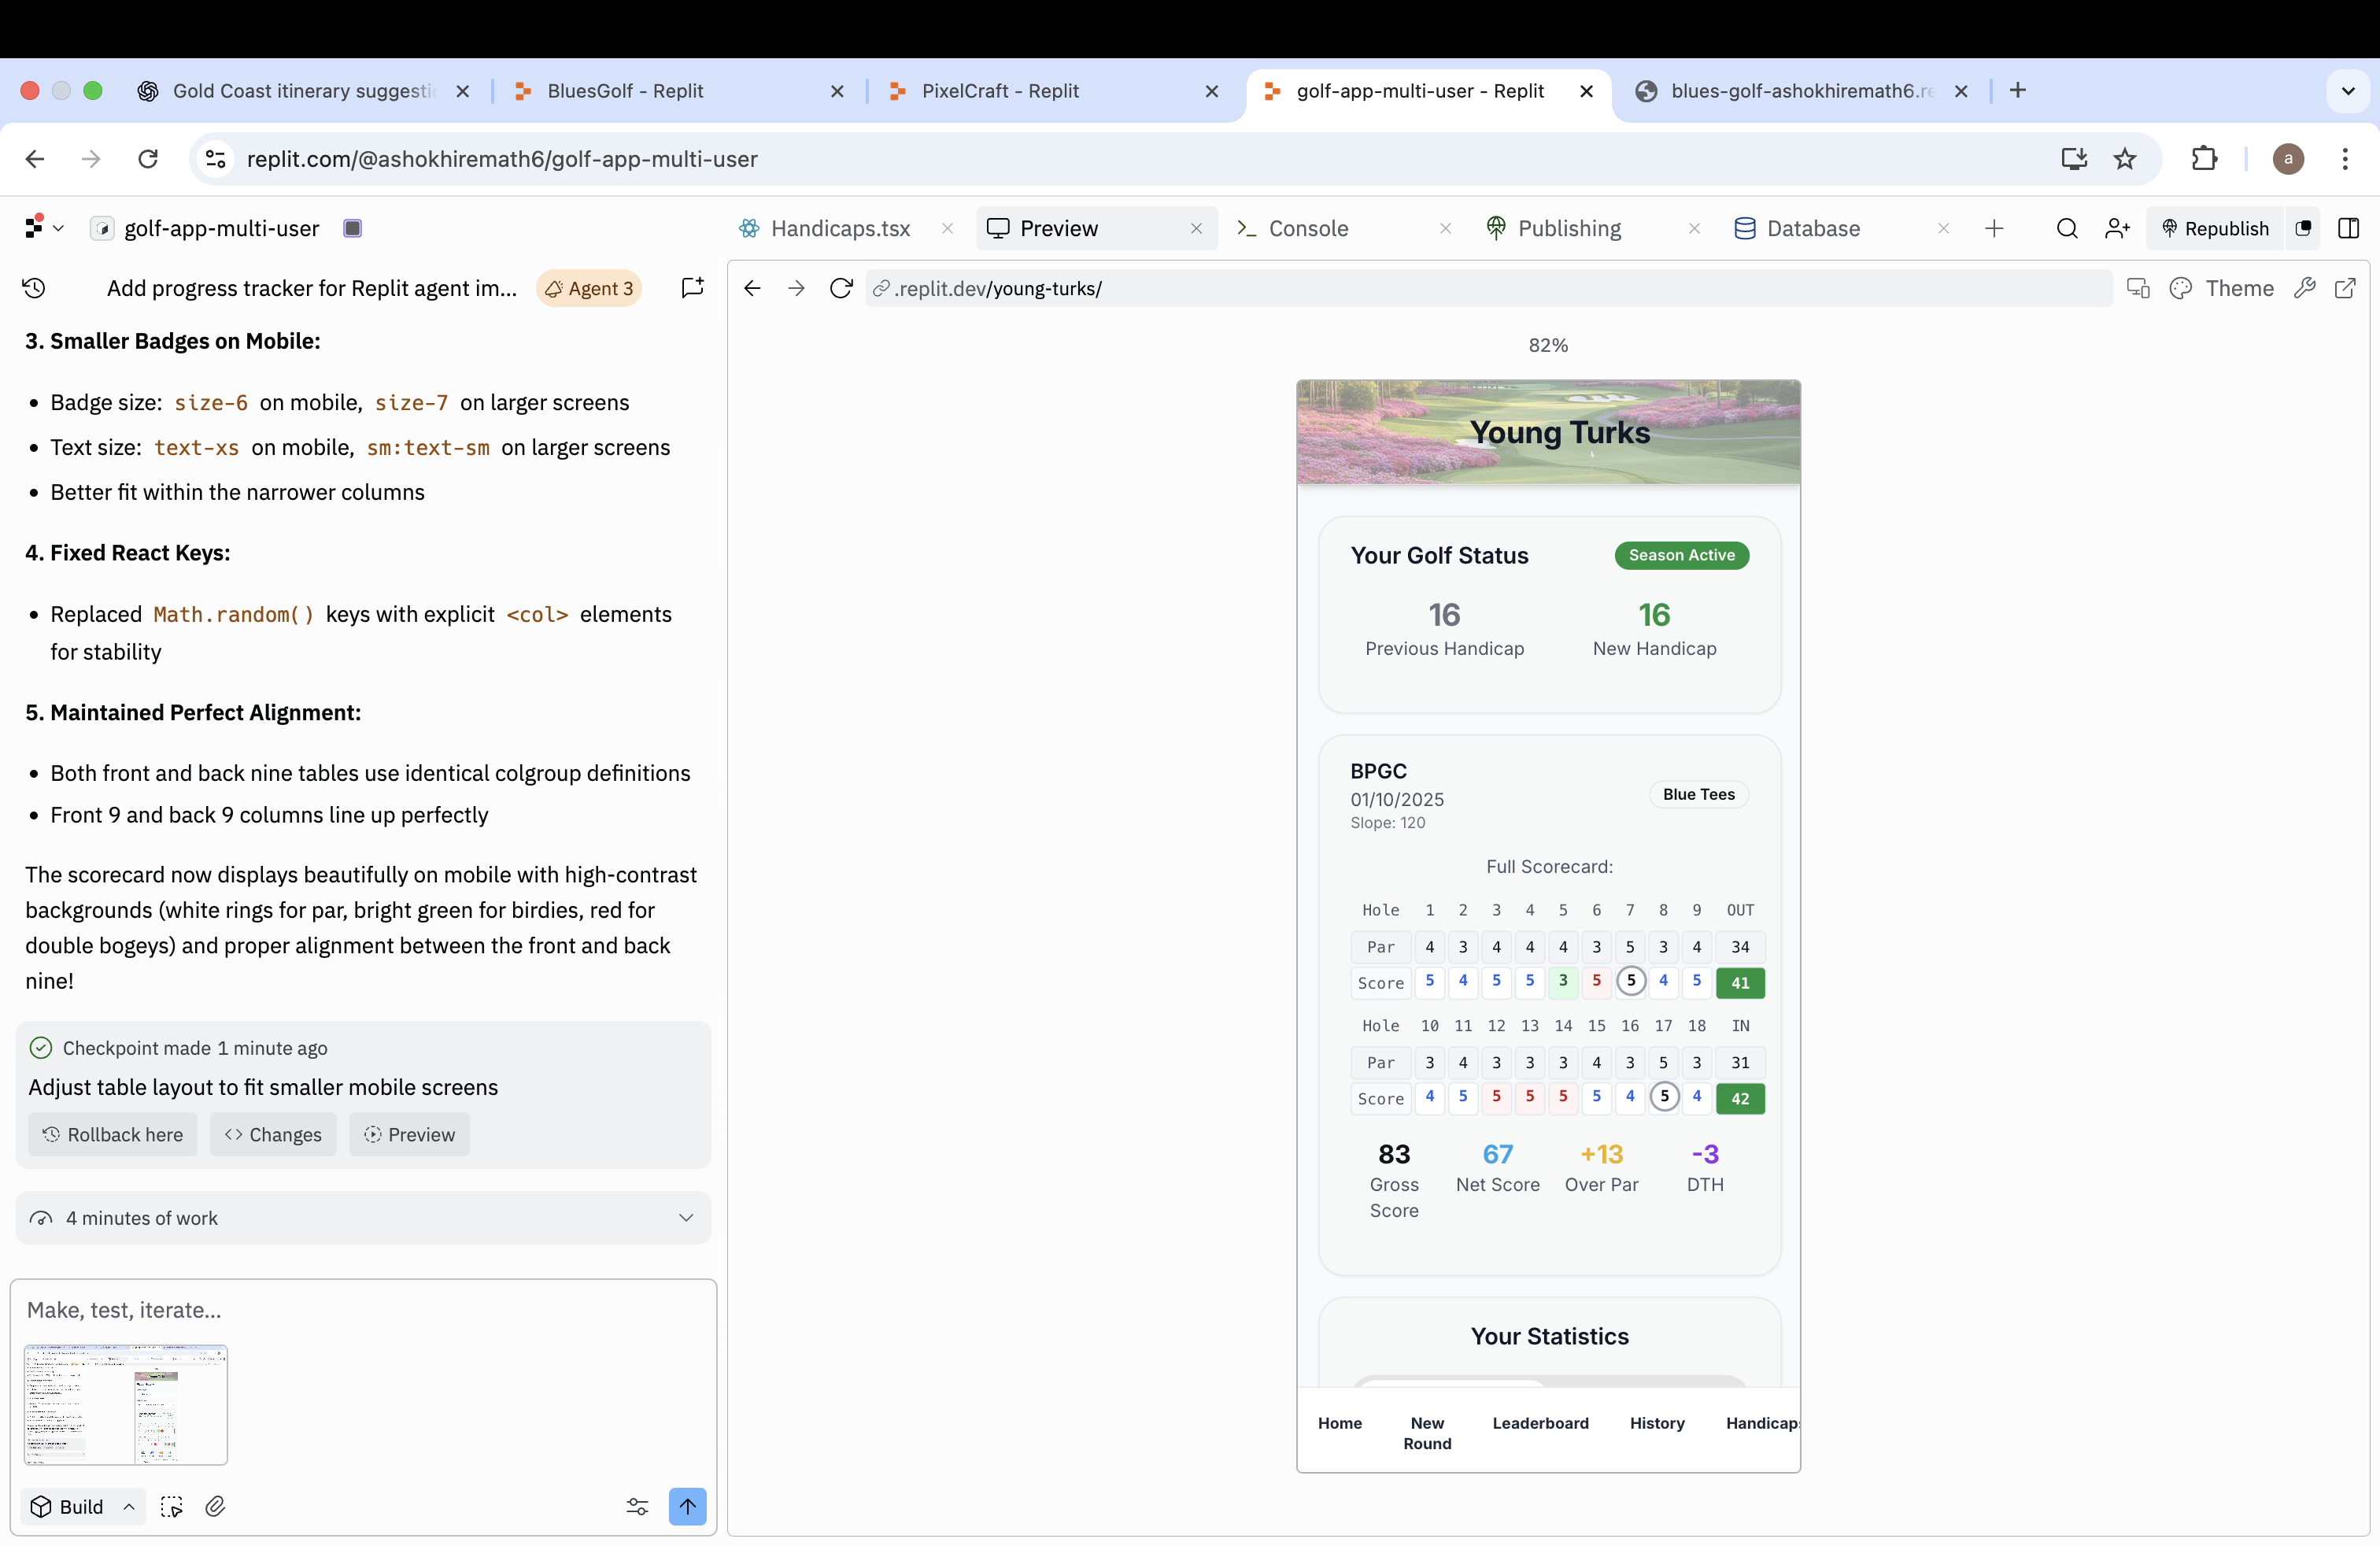 Gold Coast itinerary suggesti
BluesGolf - Replit
PixelCraft - Replit
golf-app-multi-user - Replit
blues-golf-ashokhiremath6.re
replit.com/@ashokhiremath6/golf-app-multi-user
a
golf-app-multi-user
Handicaps.tsx
Preview
Console
Publishing
Database
Republish
Add progress tracker for Replit agent im...
Agent 3
.replit.dev/young-turks/
Theme
3. Smaller Badges on Mobile:
Badge size: size-6 on mobile, size-7 on larger screens
Text size: text-xs on mobile, sm:text-sm on larger screens
Better fit within the narrower columns
4. Fixed React Keys:
Replaced Math.random() keys with explicit <col> elements
for stability
5. Maintained Perfect Alignment:
Both front and back nine tables use identical colgroup definitions
Front 9 and back 9 columns line up perfectly
The scorecard now displays beautifully on mobile with high-contrast
backgrounds (white rings for par, bright green for birdies, red for
double bogeys) and proper alignment between the front and back
nine!
Checkpoint made 1 minute ago
Adjust table layout to fit smaller mobile screens
Rollback here
Changes
Preview
4 minutes of work
Make, test, iterate...
Build
82%
Young Turks
Your Golf Status
Season Active
16 16
Previous Handicap New Handicap
BPGC
01/10/2025
Slope: 120
Blue Tees
Full Scorecard:
Hole 1 2 3 4 5 6 7 8 9 OUT
Par 4 3 4 4 4 3 5 3 4 34
Score 5 4 5 5 3 5 5 4 5 41
Hole 10 11 12 13 14 15 16 17 18 IN
Par 3 4 3 3 3 4 3 5 3 31
Score 4 5 5 5 5 5 4 5 4 42
83 67 +13 -3
Gross Net Score Over Par DTH
Score
Your Statistics
Home
New
Round
Leaderboard
History
Handicap